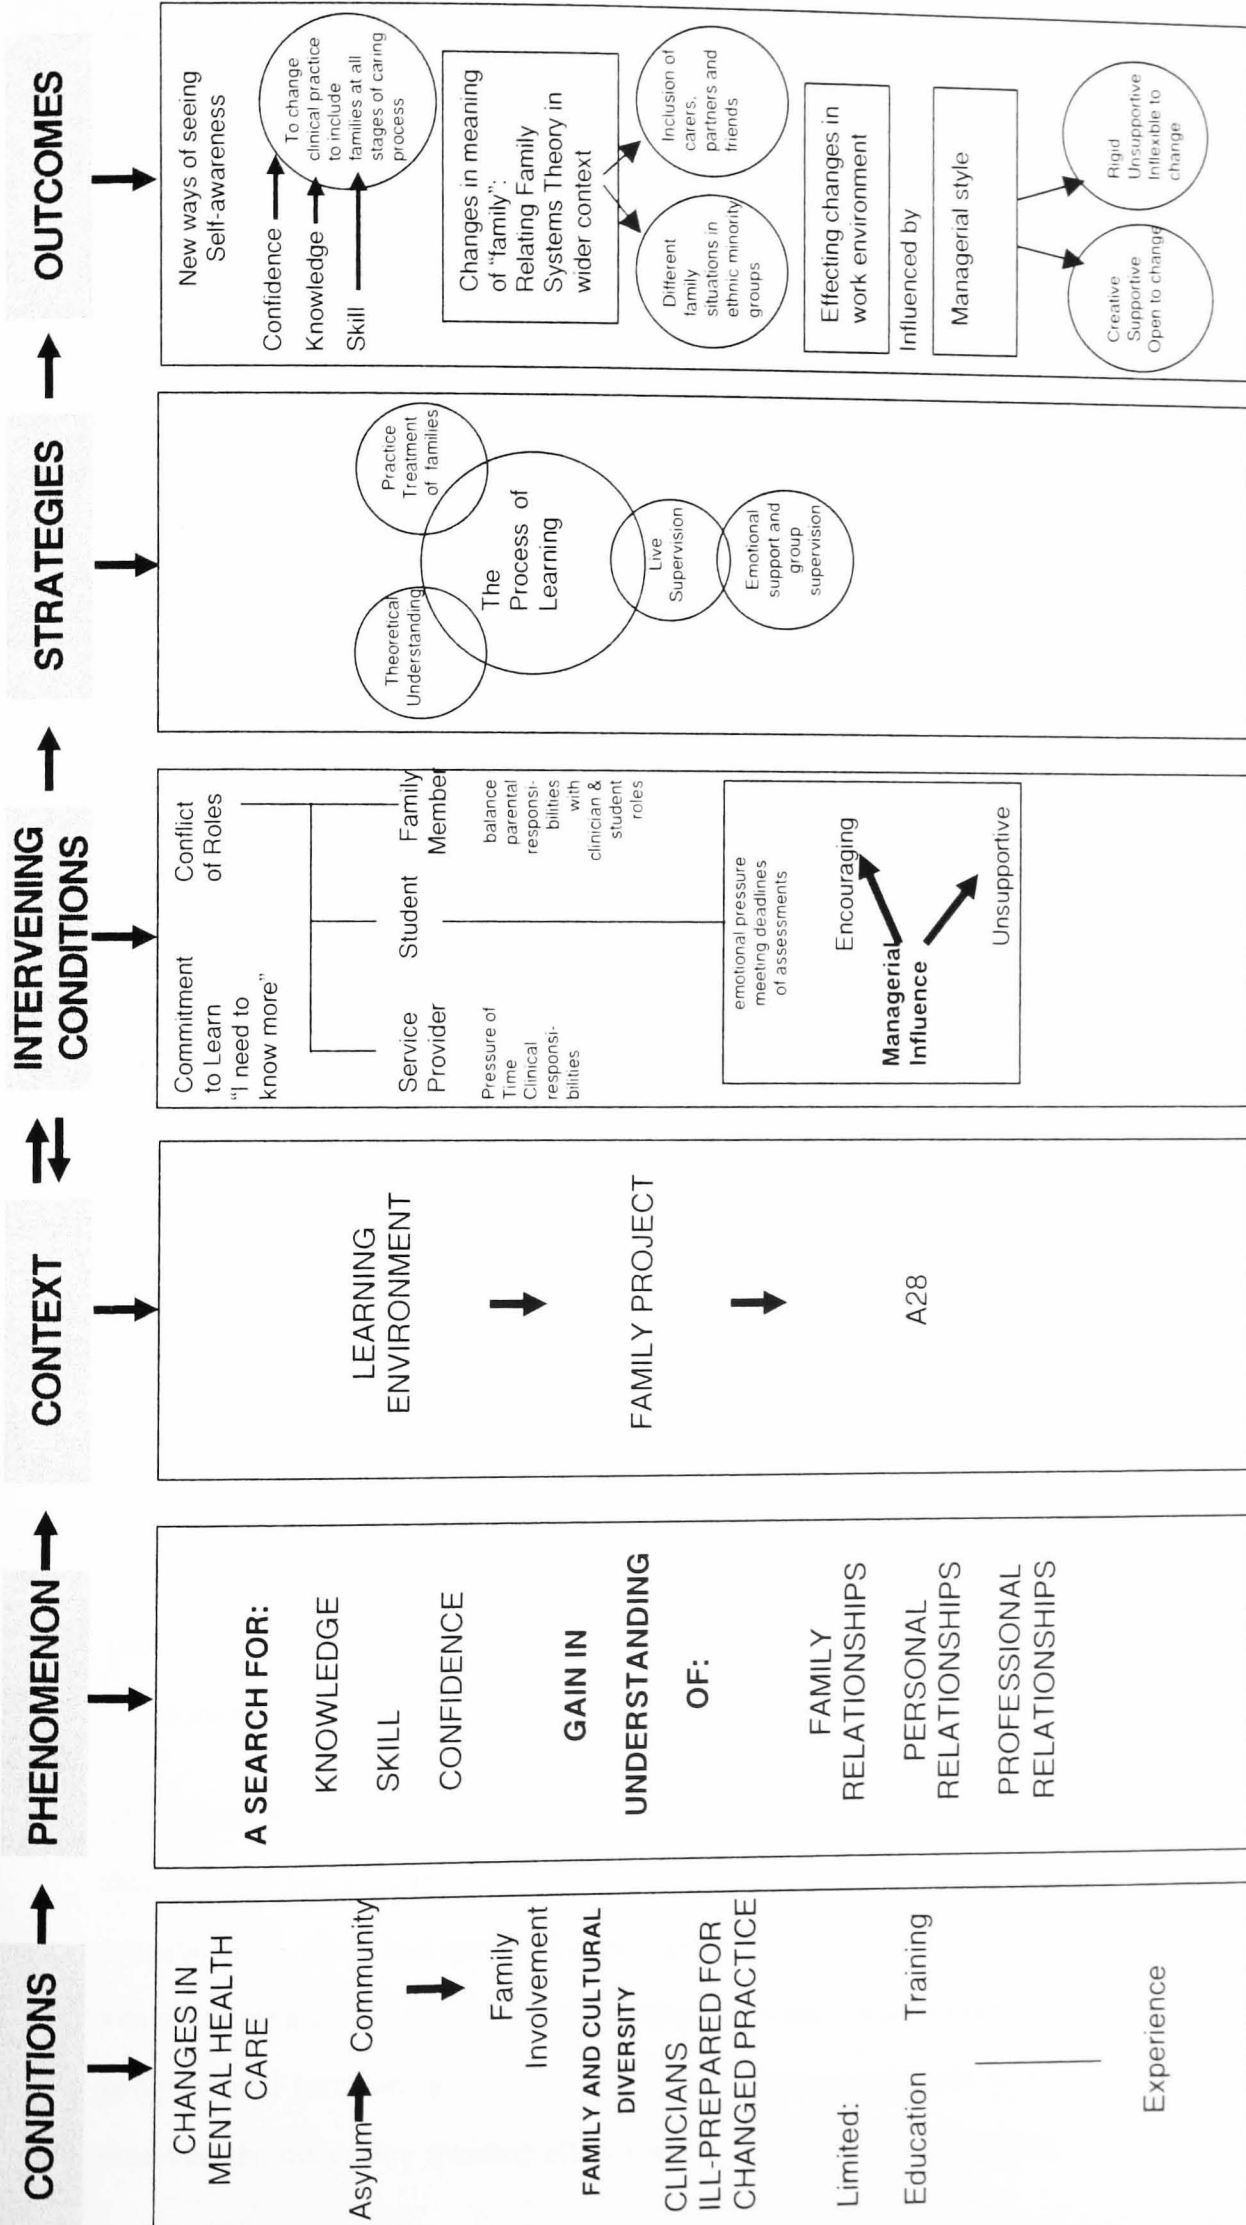 CONDITIONS
PHENOMENON
CONTEXT
INTERVENING
CONDITIONS
STRATEGIES
OUTCOMES
CHANGES IN
MENTAL HEALTH
CARE
Asylum
Community
Family
Involvement
FAMILY AND CULTURAL
DIVERSITY
CLINICIANS
ILL-PREPARED FOR
CHANGED PRACTICE
Limited:
Education
Training
Experience
A SEARCH FOR:
KNOWLEDGE
SKILL
CONFIDENCE
GAIN IN
UNDERSTANDING
OF:
FAMILY
RELATIONSHIPS
PERSONAL
RELATIONSHIPS
PROFESSIONAL
RELATIONSHIPS
LEARNING
ENVIRONMENT
FAMILY PROJECT
A28
Commitment
to Learn
"I need to
know more"
Conflict
of Roles
Service
Provider
Student
Family
Member
Pressure of
Time
Clinical
responsi-
bilities
balance
parental
responsi-
bilities
with
clinician &
student
roles
emotional pressure
meeting deadlines
of assessments
Encouraging
Managerial
Influence
Unsupportive
Theoretical
Understanding
Practice
Treatment
of families
The
Process of
Learning
Live
Supervision
Emotional
support and
group
supervision
New ways of seeing
Self-awareness
Confidence
Knowledge
Skill
To change
clinical practice
to include
families at all
stages of caring
process
Changes in meaning
of "family":
Relating Family
Systems Theory in
wider context
Different
family
situations in
ethnic minority
groups
Inclusion of
carers,
partners and
friends
Effecting changes in
work environment
Influenced by
Managerial style
Creative
Supportive
Open to change
Rigid
Unsupportive
Inflexible to
change